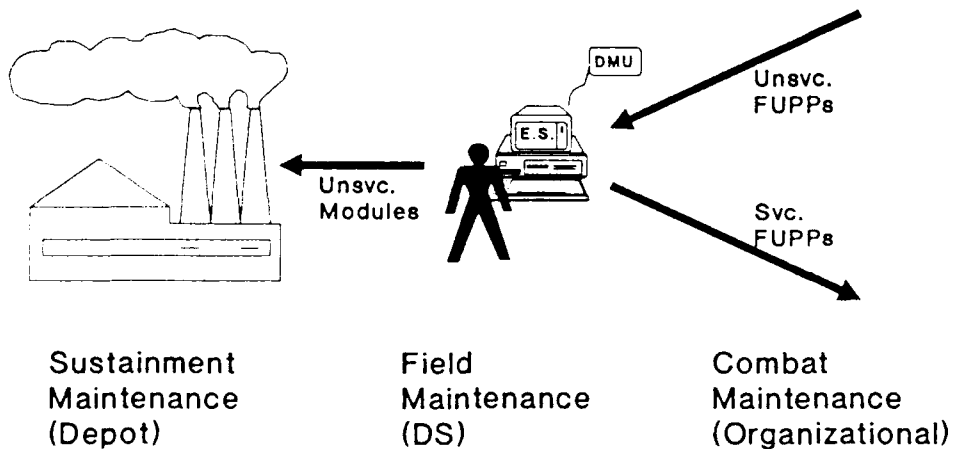 DMU
E.S.
Unsvc.
FUPPs
Unsvc.
Modules
Svc.
FUPPs
Sustainment
Maintenance
(Depot)
Field
Maintenance
(DS)
Combat
Maintenance
(Organizational)